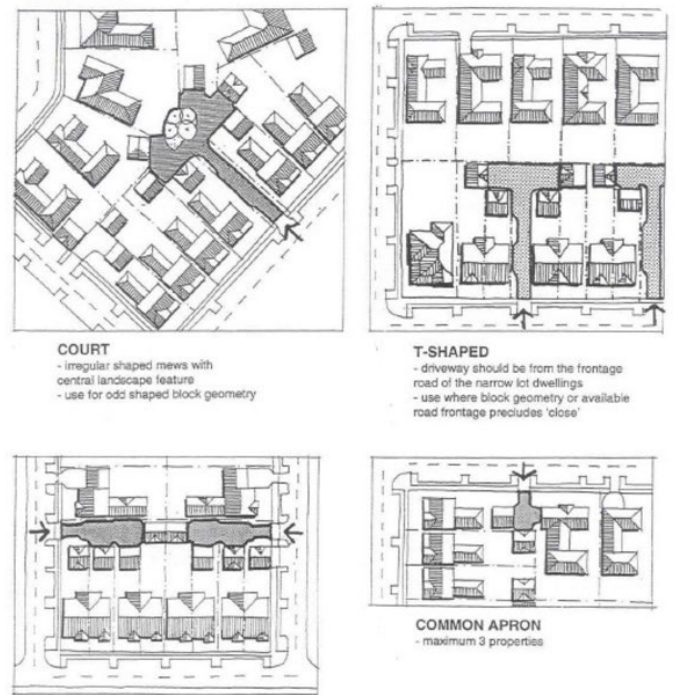 COURT
- irregular shaped mews with
central landscape feature
- use for odd shaped block geometry
T-SHAPED
- driveway should be from the frontage
road of the narrow lot dwellings
- use where block geometry or available
road frontage precludes 'close'
COMMON APRON
- maximum 3 properties